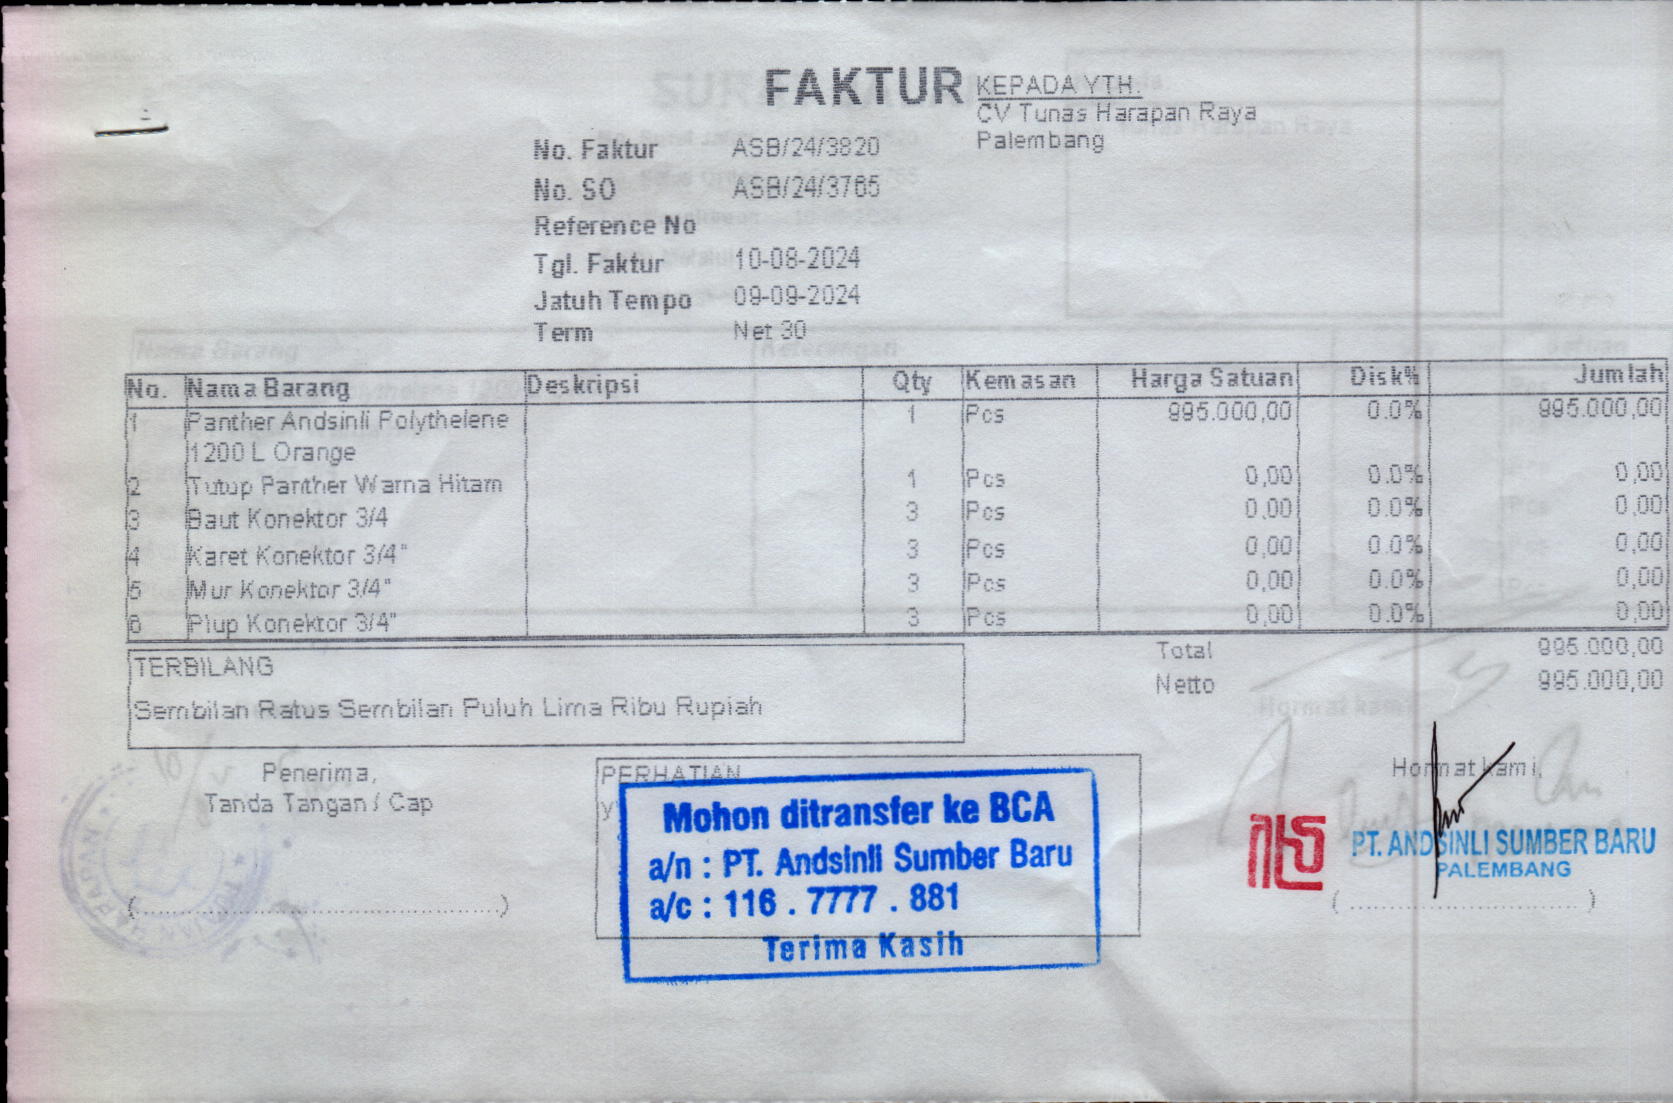 FAKTUR
KEPADA YTH.
CV Tunas Harapan Raya
Palembang
No. Faktur ASB/24/3820
No. SO ASB/24/3765
Reference No
Tgl. Faktur 10-08-2024
Jatuh Tempo 09-09-2024
Term Net 30
No. Nama Barang Deskripsi Qty Kemasan Harga Satuan Disk% Jumlah
1 Panther Andsinli Polythelene 1 Pcs 995.000,00 0.0% 995.000,00
1200 L Orange
2 Tutup Panther Warna Hitam 1 Pcs 0,00 0.0% 0,00
3 Baut Konektor 3/4 3 Pcs 0,00 0.0% 0,00
4 Karet Konektor 3/4" 3 Pcs 0,00 0.0% 0,00
5 Mur Konektor 3/4" 3 Pcs 0,00 0.0% 0,00
6 Plup Konektor 3/4" 3 Pcs 0,00 0.0% 0,00
Total 995.000,00
Netto 995.000,00
TERBILANG
Sembilan Ratus Sembilan Puluh Lima Ribu Rupiah
Penerima,
Tanda Tangan / Cap
PERHATIAN
Mohon ditransfer ke BCA
a/n : PT. Andsinli Sumber Baru
a/c : 116 . 7777 . 881
Terima Kasih
Hormat kami,
PT. ANDSINLI SUMBER BARU
PALEMBANG